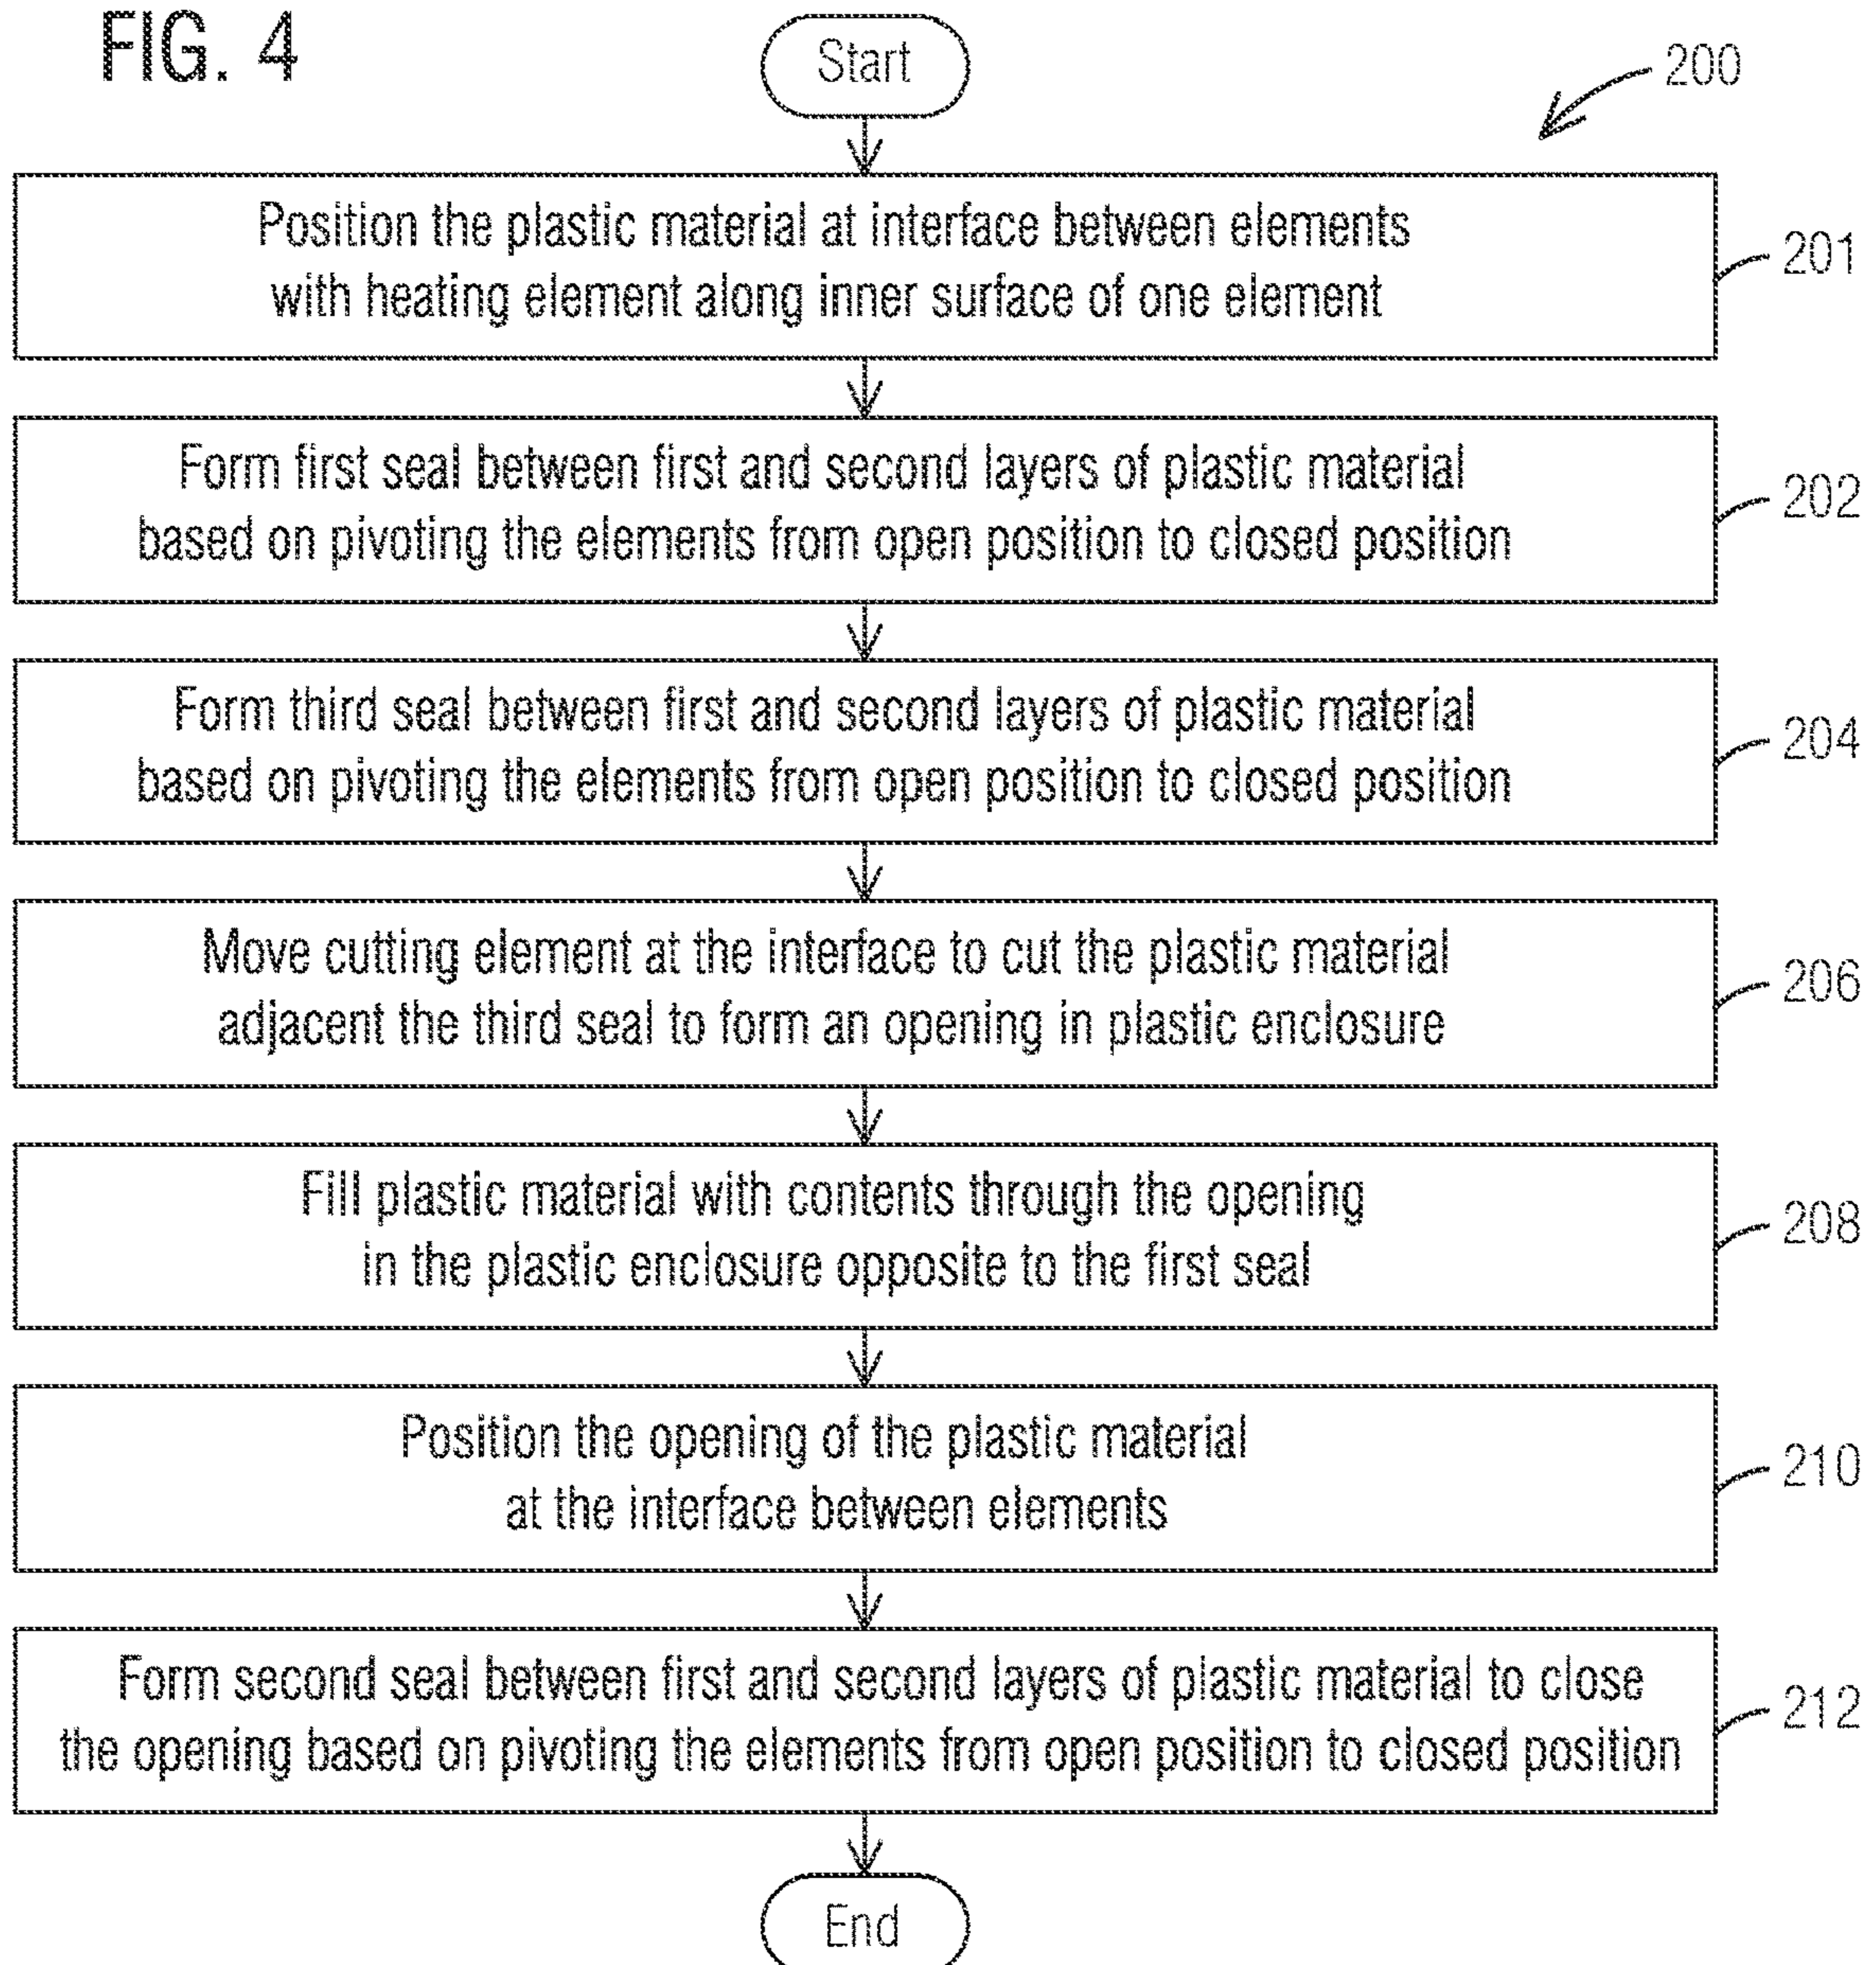 FIG. 4
Start
200
Position the plastic material at interface between elements
with heating element along inner surface of one element
201
Form first seal between first and second layers of plastic material
based on pivoting the elements from open position to closed position
202
Form third seal between first and second layers of plastic material
based on pivoting the elements from open position to closed position
204
Move cutting element at the interface to cut the plastic material
adjacent the third seal to form an opening in plastic enclosure
206
Fill plastic material with contents through the opening
in the plastic enclosure opposite to the first seal
208
Position the opening of the plastic material
at the interface between elements
210
Form second seal between first and second layers of plastic material to close
the opening based on pivoting the elements from open position to closed position
212
End